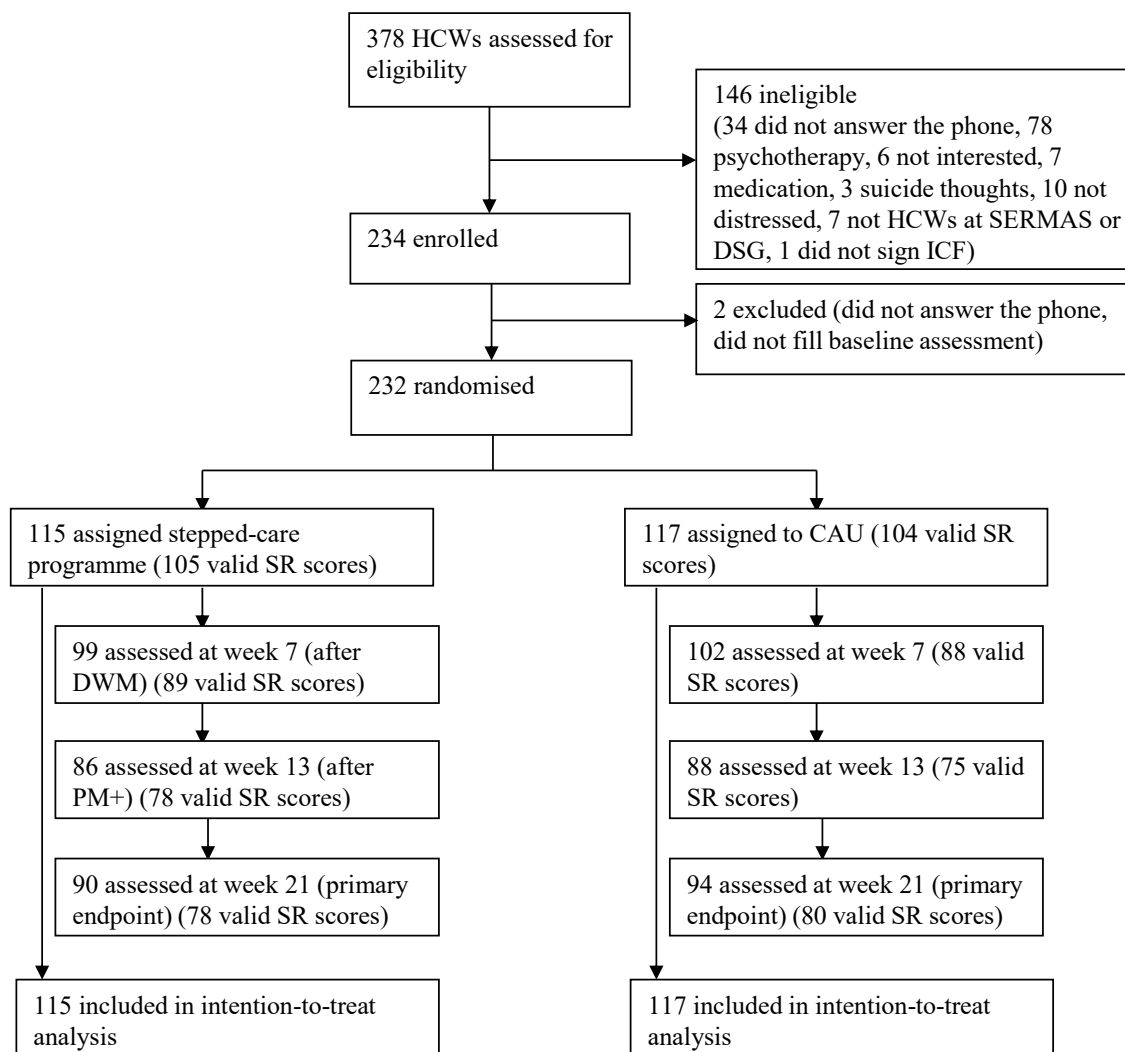 378 HCWs assessed for
eligibility
146 ineligible
(34 did not answer the phone, 78
psychotherapy, 6 not interested, 7
medication, 3 suicide thoughts, 10 not
distressed, 7 not HCWs at SERMAS or
DSG, 1 did not sign ICF)
234 enrolled
2 excluded (did not answer the phone,
did not fill baseline assessment)
232 randomised
115 assigned stepped-care
programme (105 valid SR scores)
117 assigned to CAU (104 valid SR
scores)
99 assessed at week 7 (after
DWM) (89 valid SR scores)
102 assessed at week 7 (88 valid
SR scores)
86 assessed at week 13 (after
PM+) (78 valid SR scores)
88 assessed at week 13 (75 valid
SR scores)
90 assessed at week 21 (primary
endpoint) (78 valid SR scores)
94 assessed at week 21 (primary
endpoint) (80 valid SR scores)
115 included in intention-to-treat
analysis
117 included in intention-to-treat
analysis